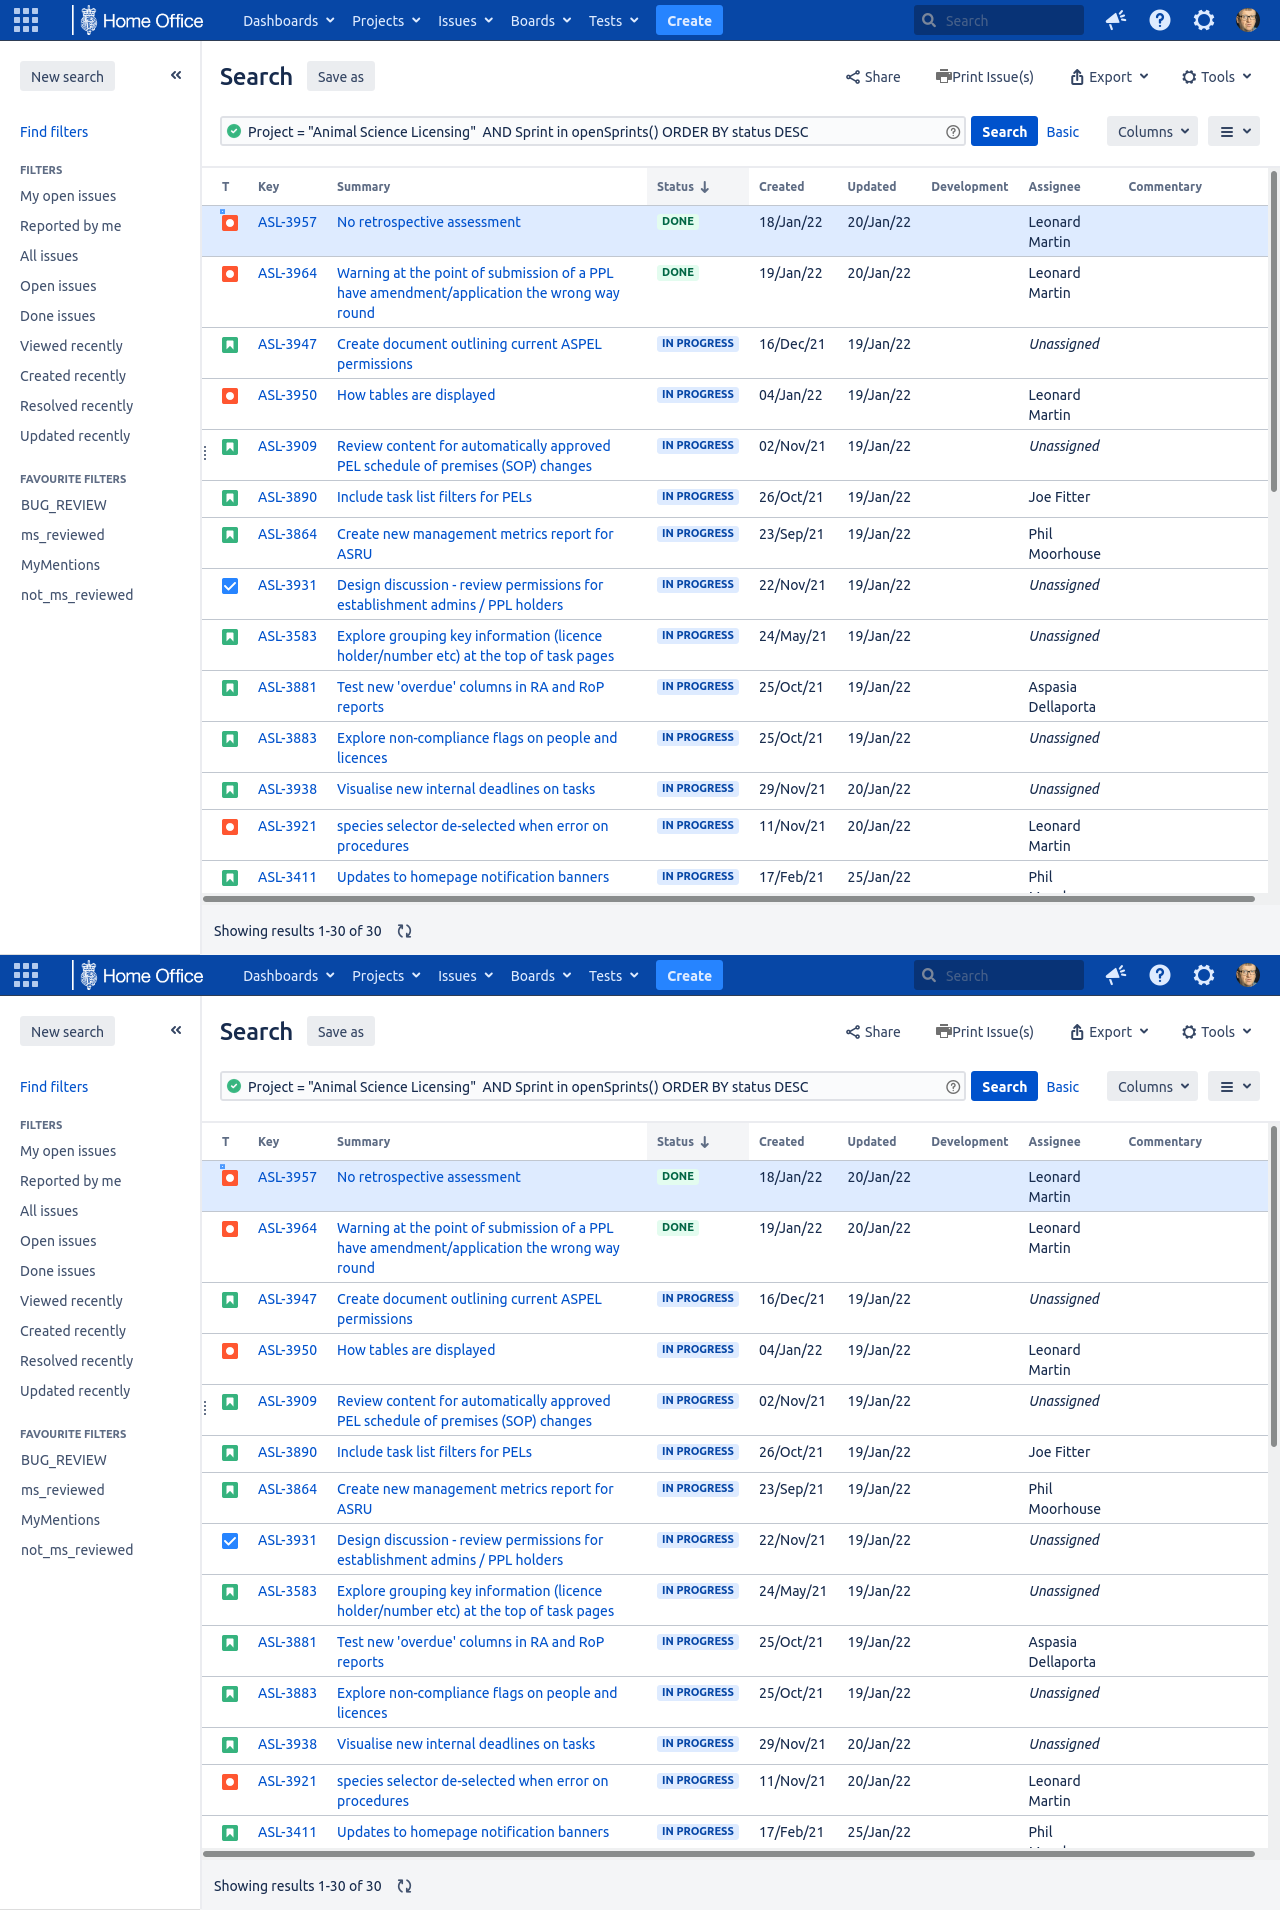 Home Office Dashboards Projects Issues Boards Tests Create Search
New search Search Save as Share Print Issue(s) Export Tools
Find filters Project = "Animal Science Licensing"  AND Sprint in openSprints() ORDER BY status DESC Search Basic Columns
FILTERS
My open issues
Reported by me
All issues
Open issues
Done issues
Viewed recently
Created recently
Resolved recently
Updated recently
FAVOURITE FILTERS
BUG_REVIEW
ms_reviewed
MyMentions
not_ms_reviewed
T Key Summary Status Created Updated Development Assignee Commentary
ASL-3957 No retrospective assessment DONE 18/Jan/22 20/Jan/22 Leonard
Martin
ASL-3964 Warning at the point of submission of a PPL DONE 19/Jan/22 20/Jan/22 Leonard
have amendment/application the wrong way Martin
round
ASL-3947 Create document outlining current ASPEL IN PROGRESS 16/Dec/21 19/Jan/22 Unassigned
permissions
ASL-3950 How tables are displayed IN PROGRESS 04/Jan/22 19/Jan/22 Leonard
Martin
ASL-3909 Review content for automatically approved IN PROGRESS 02/Nov/21 19/Jan/22 Unassigned
PEL schedule of premises (SOP) changes
ASL-3890 Include task list filters for PELs IN PROGRESS 26/Oct/21 19/Jan/22 Joe Fitter
ASL-3864 Create new management metrics report for IN PROGRESS 23/Sep/21 19/Jan/22 Phil
ASRU Moorhouse
ASL-3931 Design discussion - review permissions for IN PROGRESS 22/Nov/21 19/Jan/22 Unassigned
establishment admins / PPL holders
ASL-3583 Explore grouping key information (licence IN PROGRESS 24/May/21 19/Jan/22 Unassigned
holder/number etc) at the top of task pages
ASL-3881 Test new 'overdue' columns in RA and RoP IN PROGRESS 25/Oct/21 19/Jan/22 Aspasia
reports Dellaporta
ASL-3883 Explore non-compliance flags on people and IN PROGRESS 25/Oct/21 19/Jan/22 Unassigned
licences
ASL-3938 Visualise new internal deadlines on tasks IN PROGRESS 29/Nov/21 20/Jan/22 Unassigned
ASL-3921 species selector de-selected when error on IN PROGRESS 11/Nov/21 20/Jan/22 Leonard
procedures Martin
ASL-3411 Updates to homepage notification banners IN PROGRESS 17/Feb/21 25/Jan/22 Phil
Showing results 1-30 of 30
Home Office Dashboards Projects Issues Boards Tests Create Search
New search Search Save as Share Print Issue(s) Export Tools
Find filters Project = "Animal Science Licensing"  AND Sprint in openSprints() ORDER BY status DESC Search Basic Columns
FILTERS
My open issues
Reported by me
All issues
Open issues
Done issues
Viewed recently
Created recently
Resolved recently
Updated recently
FAVOURITE FILTERS
BUG_REVIEW
ms_reviewed
MyMentions
not_ms_reviewed
T Key Summary Status Created Updated Development Assignee Commentary
ASL-3957 No retrospective assessment DONE 18/Jan/22 20/Jan/22 Leonard
Martin
ASL-3964 Warning at the point of submission of a PPL DONE 19/Jan/22 20/Jan/22 Leonard
have amendment/application the wrong way Martin
round
ASL-3947 Create document outlining current ASPEL IN PROGRESS 16/Dec/21 19/Jan/22 Unassigned
permissions
ASL-3950 How tables are displayed IN PROGRESS 04/Jan/22 19/Jan/22 Leonard
Martin
ASL-3909 Review content for automatically approved IN PROGRESS 02/Nov/21 19/Jan/22 Unassigned
PEL schedule of premises (SOP) changes
ASL-3890 Include task list filters for PELs IN PROGRESS 26/Oct/21 19/Jan/22 Joe Fitter
ASL-3864 Create new management metrics report for IN PROGRESS 23/Sep/21 19/Jan/22 Phil
ASRU Moorhouse
ASL-3931 Design discussion - review permissions for IN PROGRESS 22/Nov/21 19/Jan/22 Unassigned
establishment admins / PPL holders
ASL-3583 Explore grouping key information (licence IN PROGRESS 24/May/21 19/Jan/22 Unassigned
holder/number etc) at the top of task pages
ASL-3881 Test new 'overdue' columns in RA and RoP IN PROGRESS 25/Oct/21 19/Jan/22 Aspasia
reports Dellaporta
ASL-3883 Explore non-compliance flags on people and IN PROGRESS 25/Oct/21 19/Jan/22 Unassigned
licences
ASL-3938 Visualise new internal deadlines on tasks IN PROGRESS 29/Nov/21 20/Jan/22 Unassigned
ASL-3921 species selector de-selected when error on IN PROGRESS 11/Nov/21 20/Jan/22 Leonard
procedures Martin
ASL-3411 Updates to homepage notification banners IN PROGRESS 17/Feb/21 25/Jan/22 Phil
Showing results 1-30 of 30